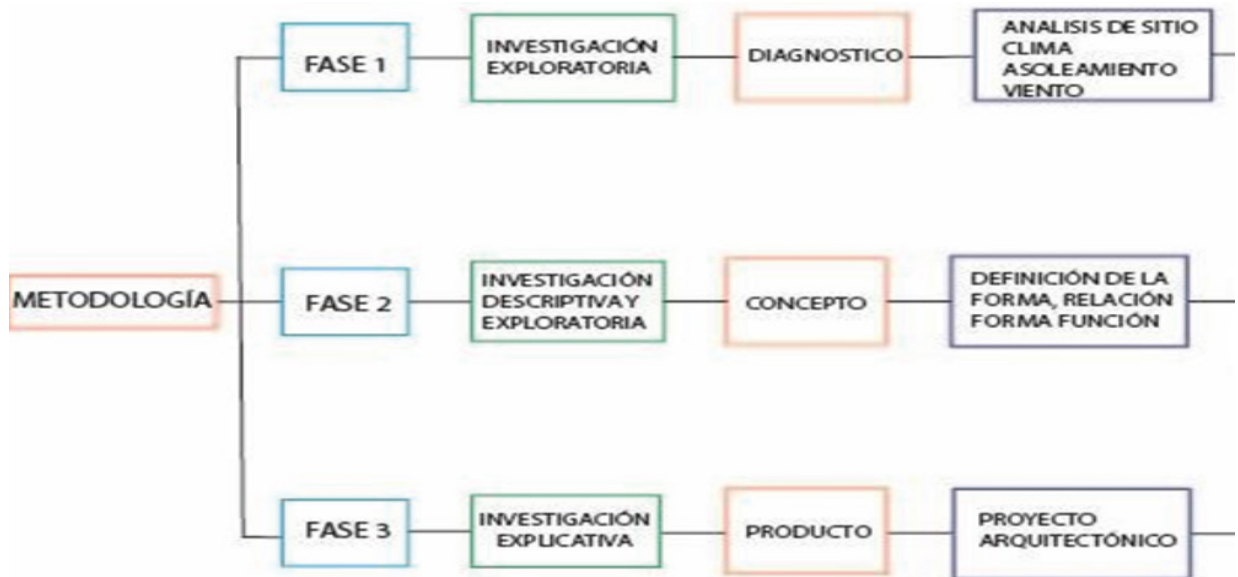 FASE 1
INVESTIGACIÓN
EXPLORATORIA
DIAGNOSTICO
ANALISIS DE SITIO
CLIMA
ASOLEAMIENTO
VIENTO
METODOLOGÍA
FASE 2
INVESTIGACIÓN
DESCRIPTIVA Y
EXPLORATORIA
CONCEPTO
DEFINICIÓN DE LA
FORMA, RELACIÓN
FORMA FUNCIÓN
FASE 3
INVESTIGACIÓN
EXPLICATIVA
PRODUCTO
PROYECTO
ARQUITECTÓNICO